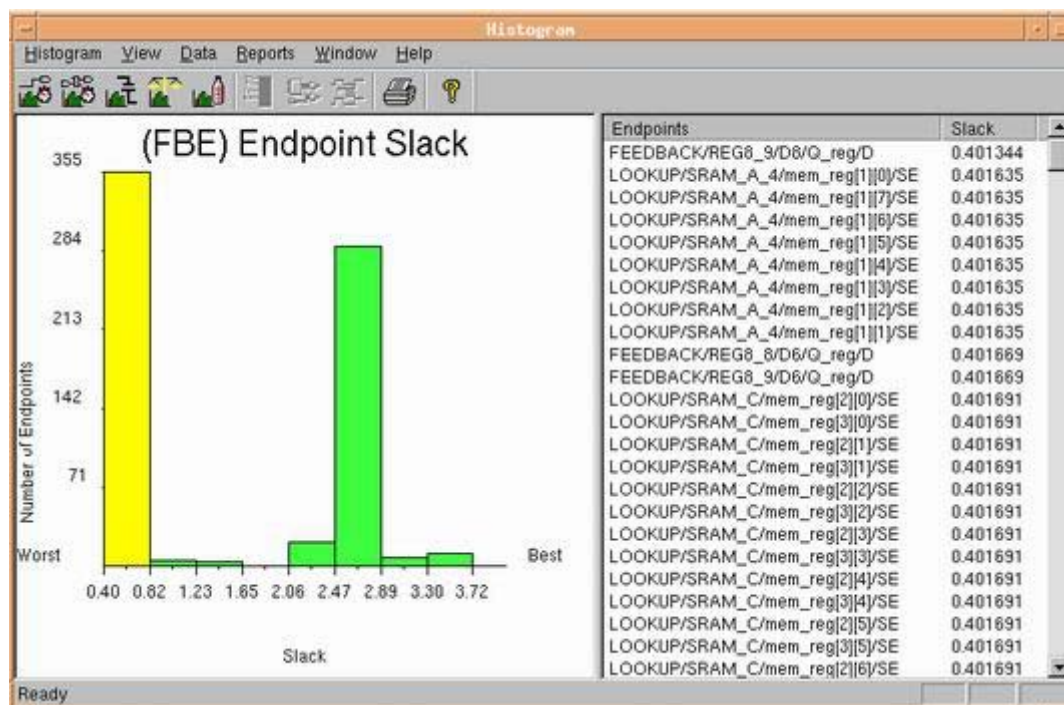 Histogram
Histogram View Data Reports Window Help
(FBE) Endpoint Slack
355
284
213
142
71
Number of Endpoints
Worst
Best
0.40 0.82 1.23 1.65 2.06 2.47 2.89 3.30 3.72
Slack
Endpoints Slack
FEEDBACK/REG8_9/D8/Q_reg/D 0.401344
LOOKUP/SRAM_A_4/mem_reg[1][0]/SE 0.401635
LOOKUP/SRAM_A_4/mem_reg[1][7]/SE 0.401635
LOOKUP/SRAM_A_4/mem_reg[1][6]/SE 0.401635
LOOKUP/SRAM_A_4/mem_reg[1][5]/SE 0.401635
LOOKUP/SRAM_A_4/mem_reg[1][4]/SE 0.401635
LOOKUP/SRAM_A_4/mem_reg[1][3]/SE 0.401635
LOOKUP/SRAM_A_4/mem_reg[1][2]/SE 0.401635
LOOKUP/SRAM_A_4/mem_reg[1][1]/SE 0.401635
FEEDBACK/REG8_8/D6/Q_reg/D 0.401669
FEEDBACK/REG8_9/D6/Q_reg/D 0.401669
LOOKUP/SRAM_C/mem_reg[2][0]/SE 0.401691
LOOKUP/SRAM_C/mem_reg[3][0]/SE 0.401691
LOOKUP/SRAM_C/mem_reg[2][1]/SE 0.401691
LOOKUP/SRAM_C/mem_reg[3][1]/SE 0.401691
LOOKUP/SRAM_C/mem_reg[2][2]/SE 0.401691
LOOKUP/SRAM_C/mem_reg[3][2]/SE 0.401691
LOOKUP/SRAM_C/mem_reg[2][3]/SE 0.401691
LOOKUP/SRAM_C/mem_reg[3][3]/SE 0.401691
LOOKUP/SRAM_C/mem_reg[2][4]/SE 0.401691
LOOKUP/SRAM_C/mem_reg[3][4]/SE 0.401691
LOOKUP/SRAM_C/mem_reg[2][5]/SE 0.401691
LOOKUP/SRAM_C/mem_reg[3][5]/SE 0.401691
LOOKUP/SRAM_C/mem_reg[2][6]/SE 0.401691
Ready